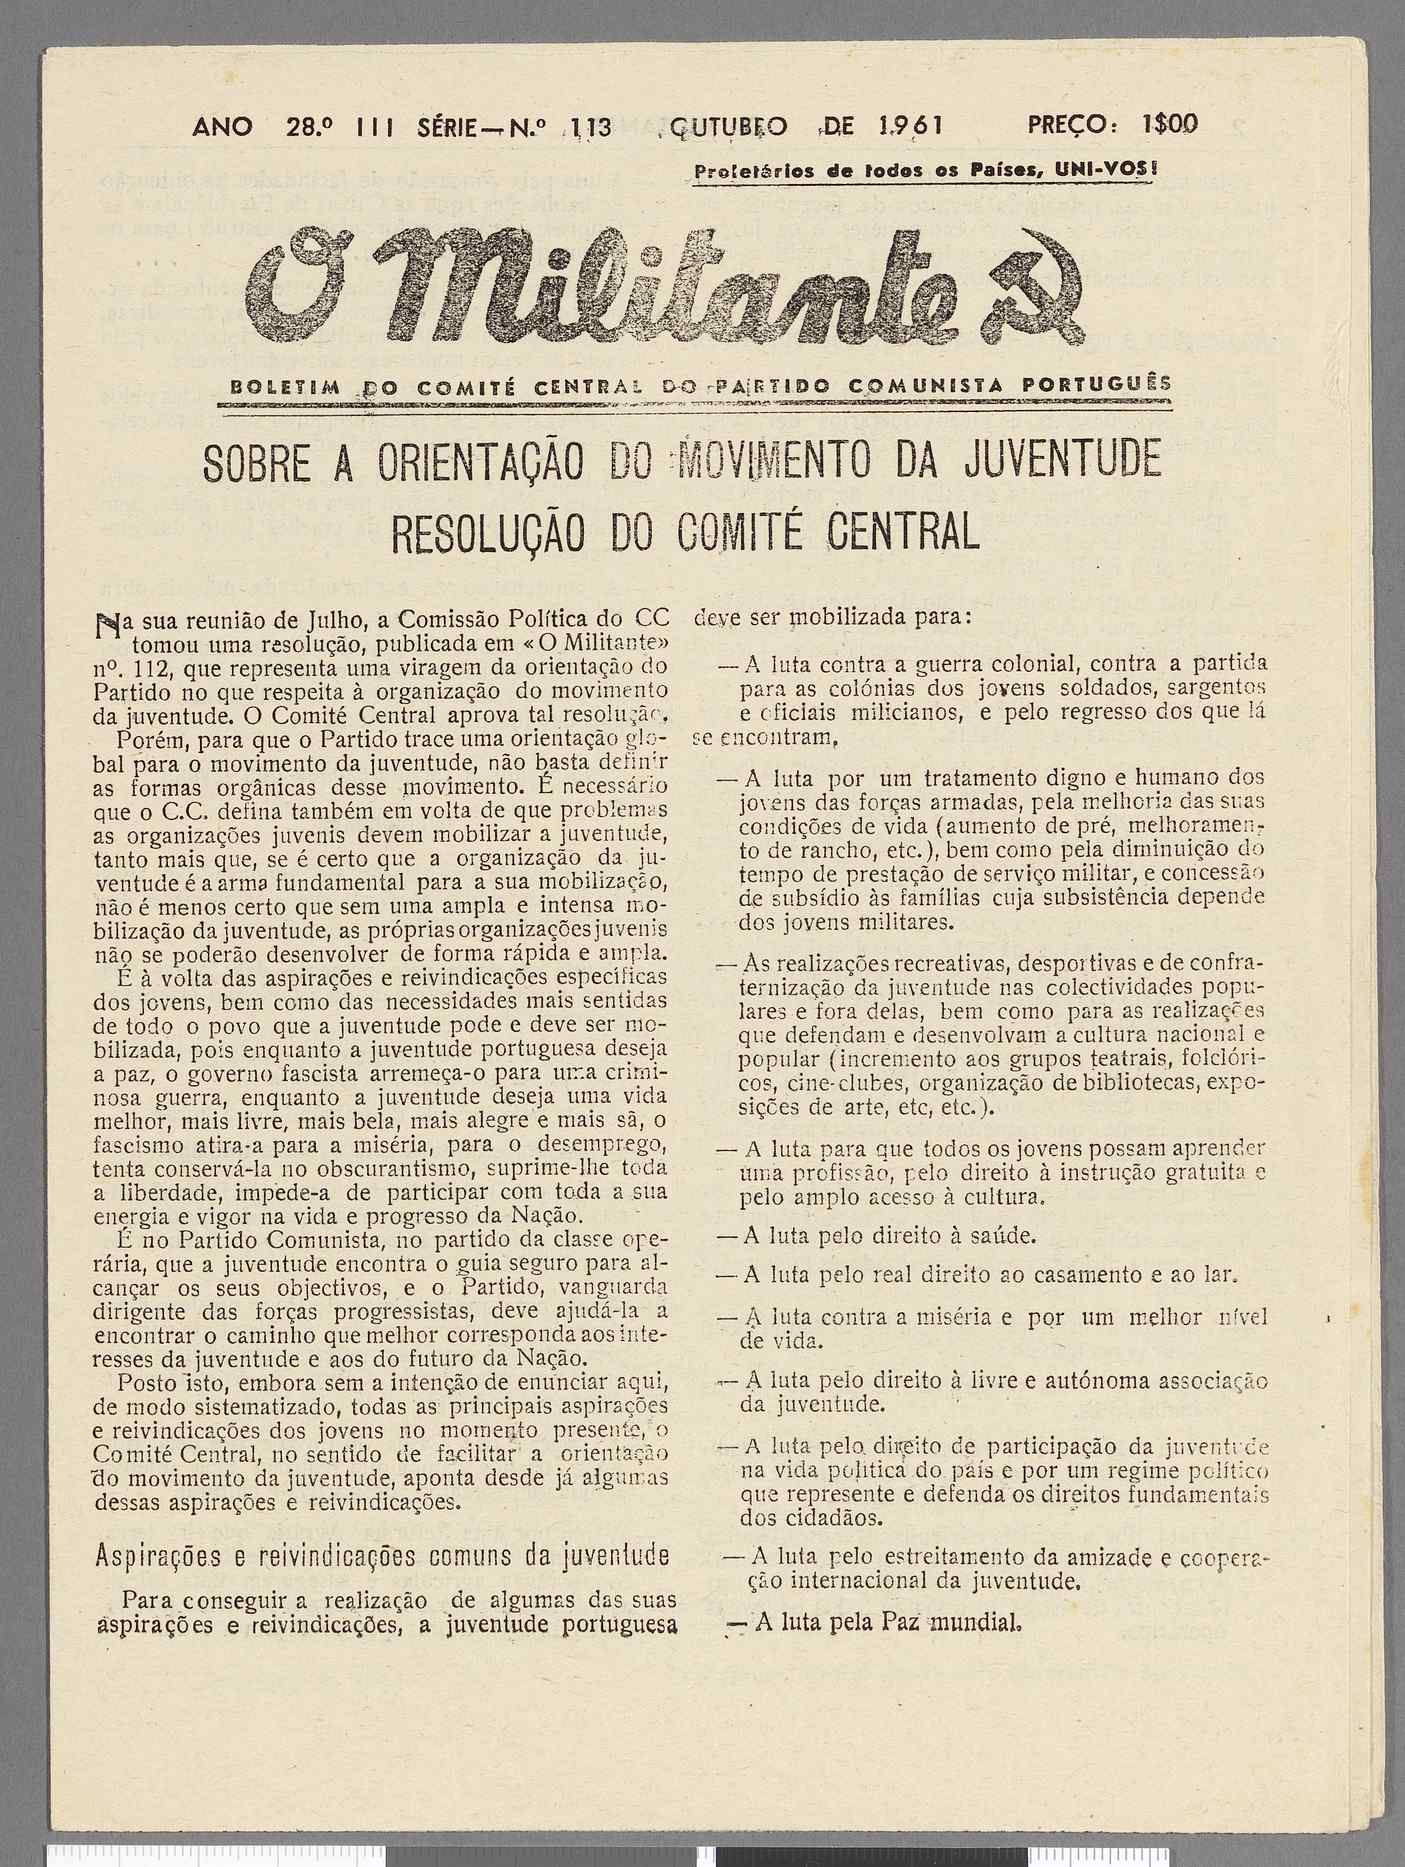 ANO 28.º III SÉRIE—N.º 113 OUTUBRO DE 1961 PREÇO: 1$00
Proletários de todos os Países, UNI-VOS!
O Militante
BOLETIM DO COMITÉ CENTRAL DO PARTIDO COMUNISTA PORTUGUÊS
SOBRE A ORIENTAÇÃO DO MOVIMENTO DA JUVENTUDE
RESOLUÇÃO DO COMITÉ CENTRAL
Na sua reunião de Julho, a Comissão Política do CC
tomou uma resolução, publicada em «O Militante»
nº. 112, que representa uma viragem da orientação do
Partido no que respeita à organização do movimento
da juventude. O Comité Central aprova tal resolução.
Porém, para que o Partido trace uma orientação glo-
bal para o movimento da juventude, não basta definir
as formas orgânicas desse movimento. É necessário
que o C.C. defina também em volta de que problemas
as organizações juvenis devem mobilizar a juventude,
tanto mais que, se é certo que a organização da ju-
ventude é a arma fundamental para a sua mobilização,
não é menos certo que sem uma ampla e intensa mo-
bilização da juventude, as próprias organizações juvenis
não se poderão desenvolver de forma rápida e ampla.
É à volta das aspirações e reivindicações específicas
dos jovens, bem como das necessidades mais sentidas
de todo o povo que a juventude pode e deve ser mo-
bilizada, pois enquanto a juventude portuguesa deseja
a paz, o governo fascista arremeça-o para uma crimi-
nosa guerra, enquanto a juventude deseja uma vida
melhor, mais livre, mais bela, mais alegre e mais sã, o
fascismo atira-a para a miséria, para o desemprego,
tenta conservá-la no obscurantismo, suprime-lhe toda
a liberdade, impede-a de participar com toda a sua
energia e vigor na vida e progresso da Nação.
É no Partido Comunista, no partido da classe ope-
rária, que a juventude encontra o guia seguro para al-
cançar os seus objectivos, e o Partido, vanguarda
dirigente das forças progressistas, deve ajudá-la a
encontrar o caminho que melhor corresponda aos inte-
resses da juventude e aos do futuro da Nação.
Posto isto, embora sem a intenção de enunciar aqui,
de modo sistematizado, todas as principais aspirações
e reivindicações dos jovens no momento presente, o
Comité Central, no sentido de facilitar a orientação
do movimento da juventude, aponta desde já algumas
dessas aspirações e reivindicações.
Aspirações e reivindicações comuns da juventude
Para conseguir a realização de algumas das suas
aspirações e reivindicações, a juventude portuguesa
deve ser mobilizada para:
— A luta contra a guerra colonial, contra a partida
para as colónias dos jovens soldados, sargentos
e oficiais milicianos, e pelo regresso dos que lá
se encontram,
— A luta por um tratamento digno e humano dos
jovens das forças armadas, pela melhoria das suas
condições de vida (aumento de pré, melhoramen-
to de rancho, etc.), bem como pela diminuição do
tempo de prestação de serviço militar, e concessão
de subsídio às famílias cuja subsistência depende
dos jovens militares.
— As realizações recreativas, desportivas e de confra-
ternização da juventude nas colectividades popu-
lares e fora delas, bem como para as realizações
que defendam e desenvolvam a cultura nacional e
popular (incremento aos grupos teatrais, folclóri-
cos, cine-clubes, organização de bibliotecas, expo-
sições de arte, etc, etc.).
— A luta para que todos os jovens possam aprender
uma profissão, pelo direito à instrução gratuita e
pelo amplo acesso à cultura.
— A luta pelo direito à saúde.
— A luta pelo real direito ao casamento e ao lar.
— A luta contra a miséria e por um melhor nível
de vida.
— A luta pelo direito à livre e autónoma associação
da juventude.
— A luta pelo direito de participação da juventude
na vida política do país e por um regime político
que represente e defenda os direitos fundamentais
dos cidadãos.
— A luta pelo estreitamento da amizade e coopera-
ção internacional da juventude.
— A luta pela Paz mundial.